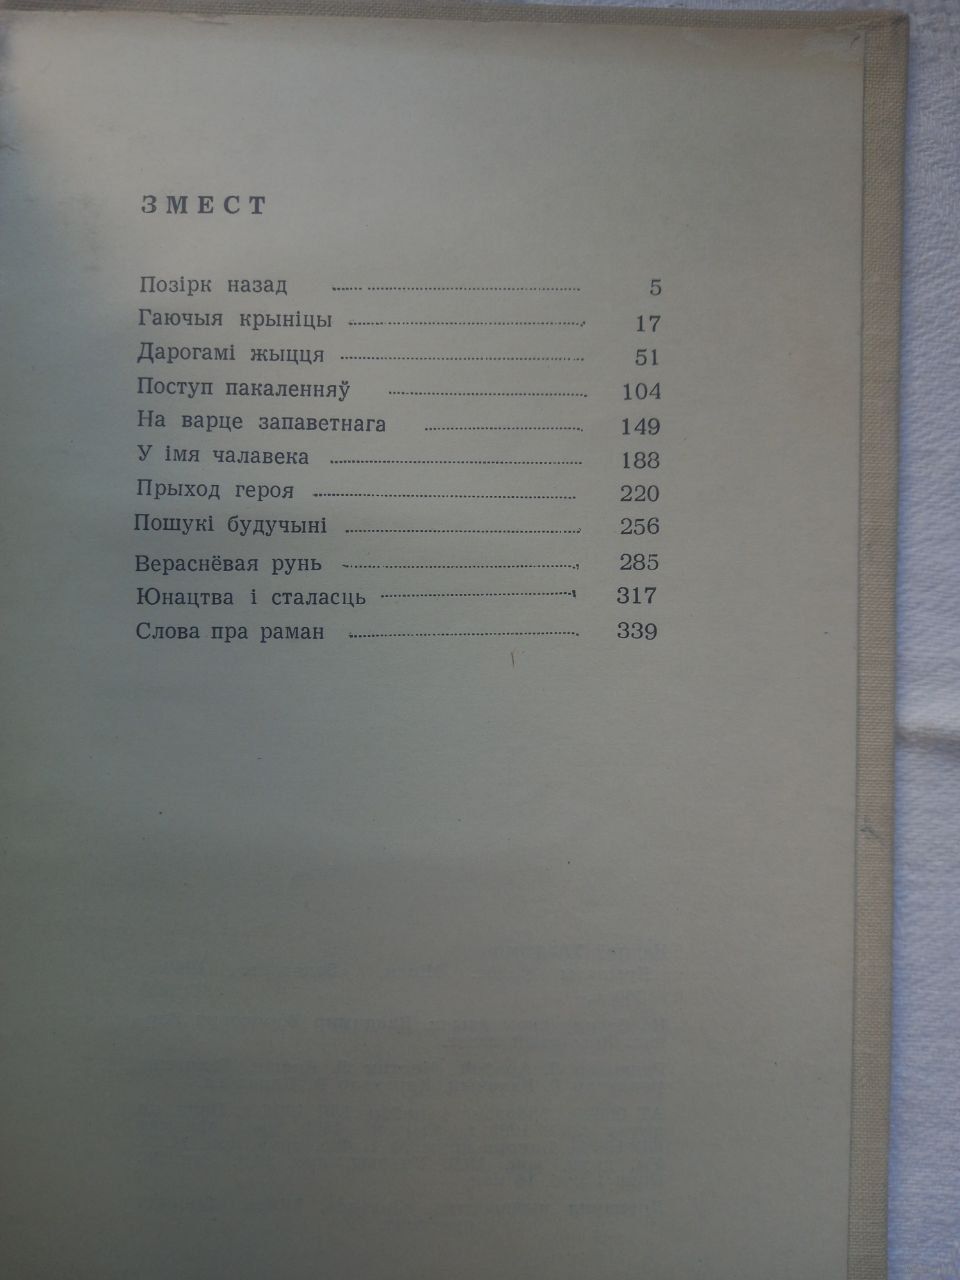 ЗМЕСТ
Позірк назад 5
Гаючыя крыніцы 17
Дарогамі жыцця 51
Поступ пакаленняў 104
На варце запаветнага 149
У імя чалавека 188
Прыход героя 220
Пошукі будучыні 256
Вераснёвая рунь 285
Юнацтва і сталасць 317
Слова пра раман 339